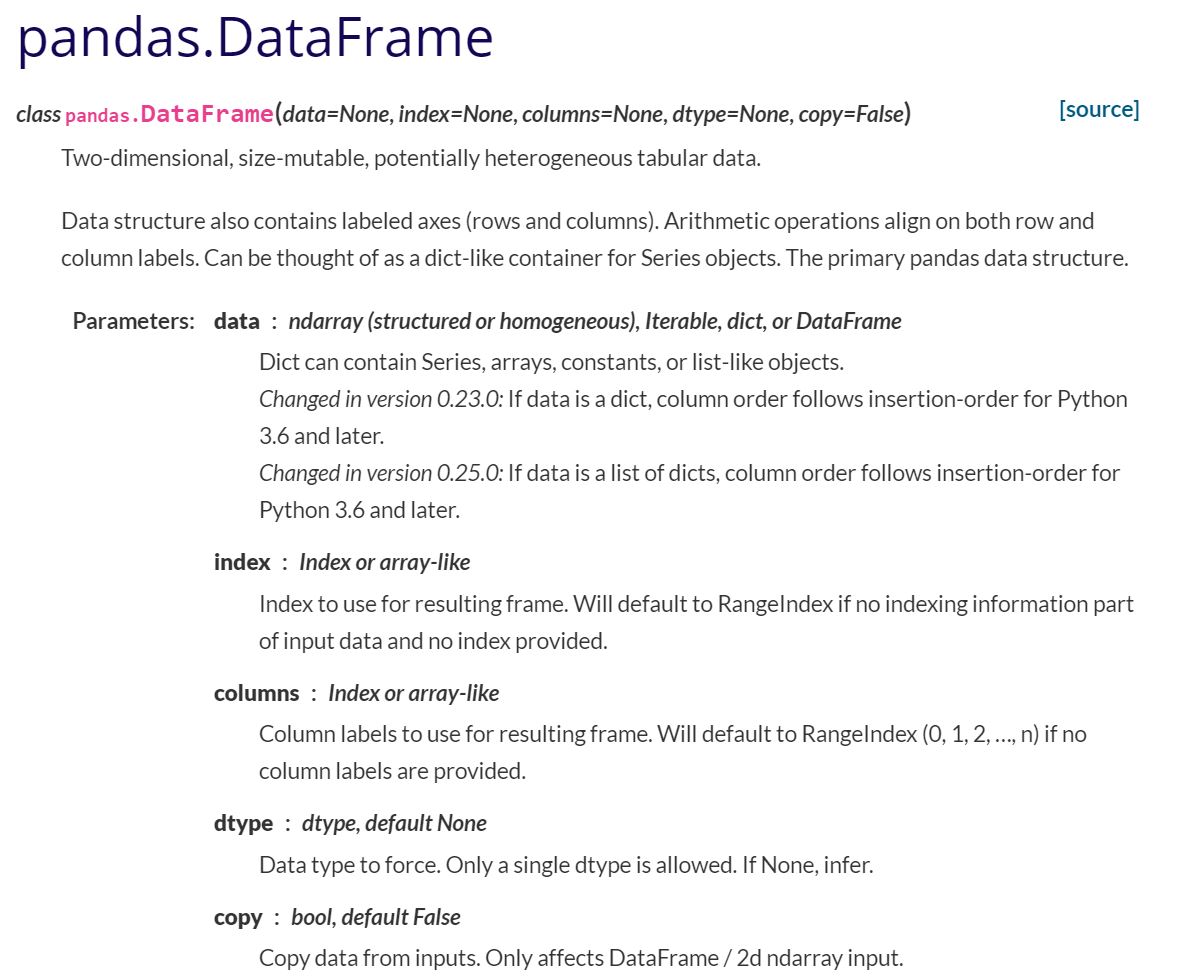 pandas.DataFrame
class pandas.DataFrame(data=None, index=None, columns=None, dtype=None, copy=False) [source]
Two-dimensional, size-mutable, potentially heterogeneous tabular data.
Data structure also contains labeled axes (rows and columns). Arithmetic operations align on both row and
column labels. Can be thought of as a dict-like container for Series objects. The primary pandas data structure.
Parameters: data : ndarray (structured or homogeneous), Iterable, dict, or DataFrame
Dict can contain Series, arrays, constants, or list-like objects.
Changed in version 0.23.0: If data is a dict, column order follows insertion-order for Python
3.6 and later.
Changed in version 0.25.0: If data is a list of dicts, column order follows insertion-order for
Python 3.6 and later.
index : Index or array-like
Index to use for resulting frame. Will default to RangeIndex if no indexing information part
of input data and no index provided.
columns : Index or array-like
Column labels to use for resulting frame. Will default to RangeIndex (0, 1, 2, …, n) if no
column labels are provided.
dtype : dtype, default None
Data type to force. Only a single dtype is allowed. If None, infer.
copy : bool, default False
Copy data from inputs. Only affects DataFrame / 2d ndarray input.